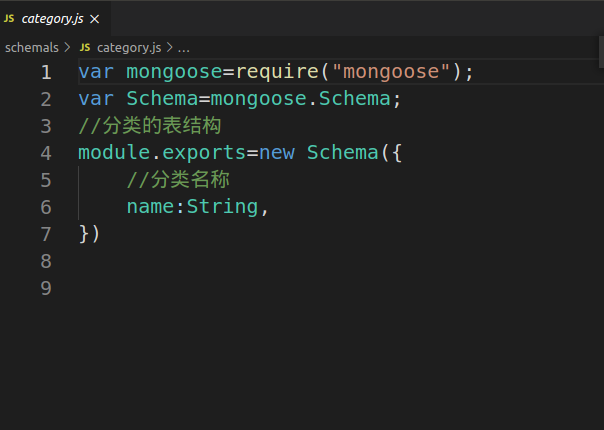 JS category.js ×
schemals > JS category.js > ...
1 var mongoose=require("mongoose");
2 var Schema=mongoose.Schema;
3 //分类的表结构
4 module.exports=new Schema({
5     //分类名称
6     name:String,
7 })
8
9